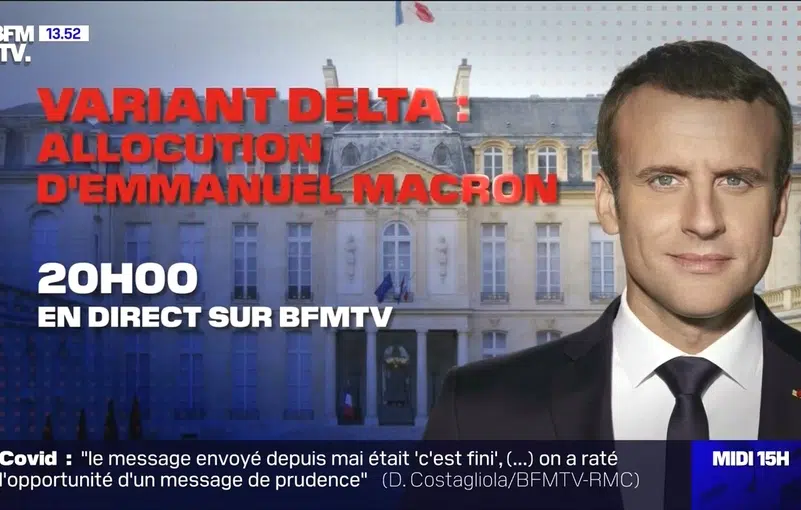 BFM 13.52
TV.
VARIANT DELTA :
ALLOCUTION
D'EMMANUEL MACRON
20H00
EN DIRECT SUR BFMTV
Covid : "le message envoyé depuis mai était 'c'est fini', (...) on a raté
l'opportunité d'un message de prudence" (D. Costagliola/BFMTV-RMC)
MIDI 15H